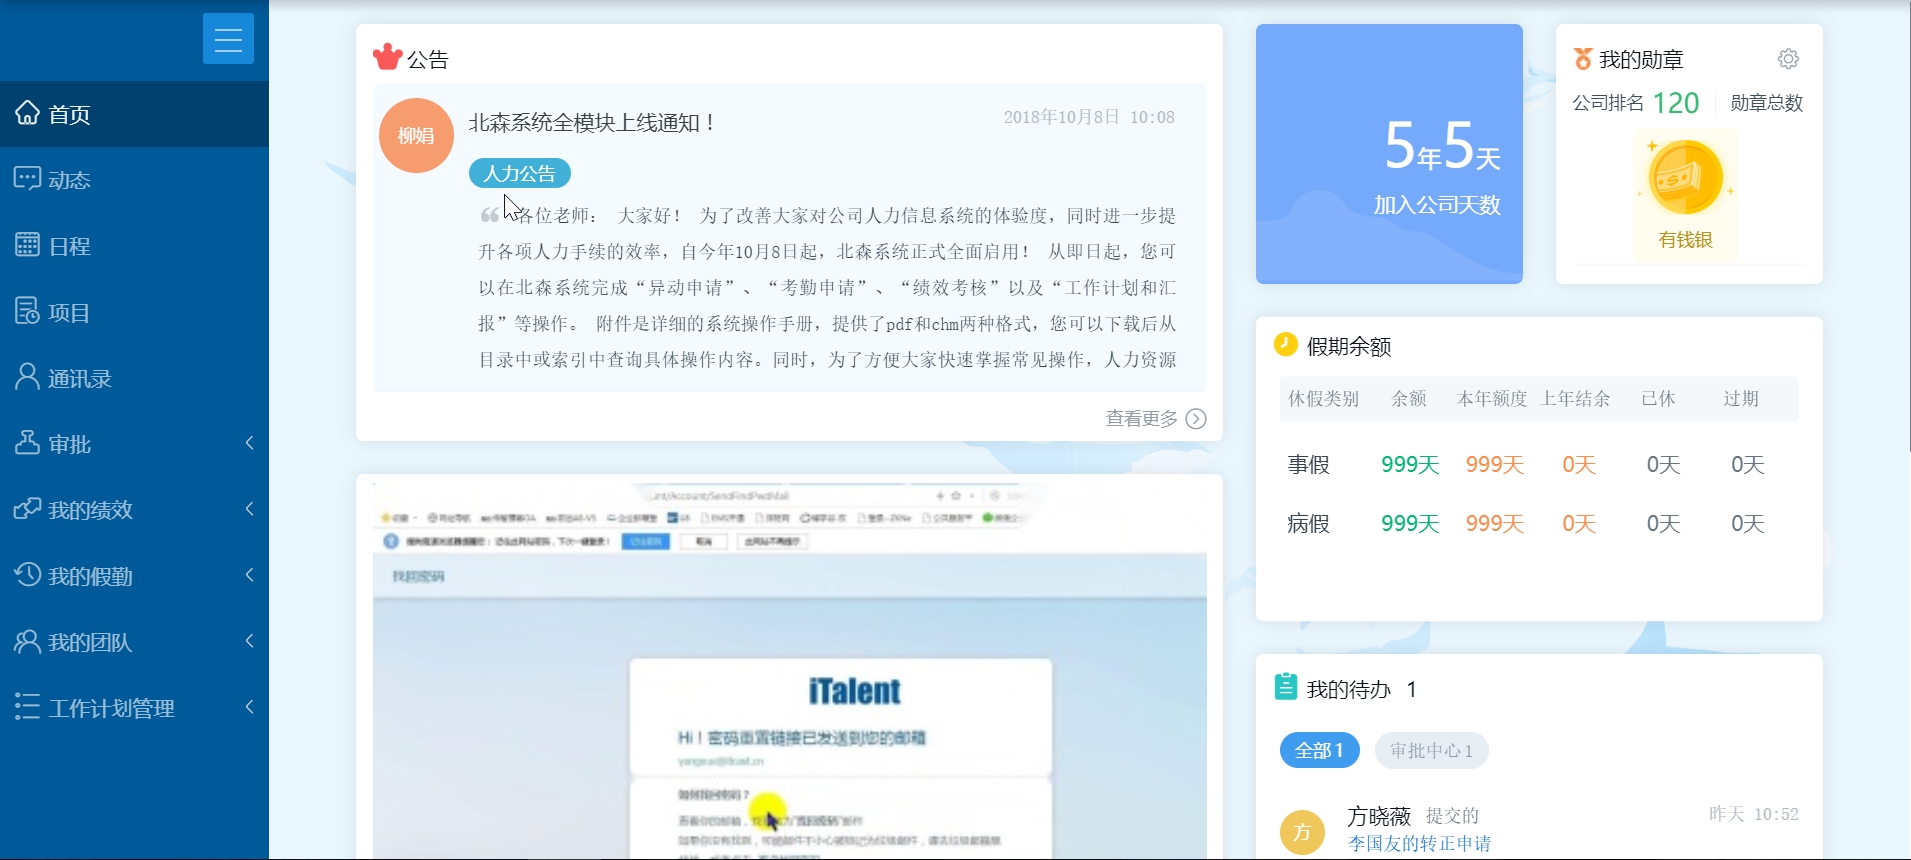 首页
动态
日程
项目
通讯录
审批
我的绩效
我的假勤
我的团队
工作计划管理
公告
柳娟
北森系统全模块上线通知！
2018年10月8日 10:08
人力公告
各位老师： 大家好！ 为了改善大家对公司人力信息系统的体验度，同时进一步提
升各项人力手续的效率，自今年10月8日起，北森系统正式全面启用！ 从即日起，您可
以在北森系统完成“异动申请”、“考勤申请”、“绩效考核”以及“工作计划和汇
报”等操作。 附件是详细的系统操作手册，提供了pdf和chm两种格式，您可以下载后从
目录中或索引中查询具体操作内容。同时，为了方便大家快速掌握常见操作，人力资源
查看更多
找回密码
iTalent
Hi！密码重置链接已发送到您的邮箱
如何找回密码？
5年5天
加入公司天数
我的勋章
公司排名 120 勋章总数
有钱银
假期余额
休假类别 余额 本年额度 上年结余 已休 过期
事假 999天 999天 0天 0天 0天
病假 999天 999天 0天 0天 0天
我的待办 1
全部1 审批中心1
方
方晓薇 提交的
昨天 10:52
李国友的转正申请